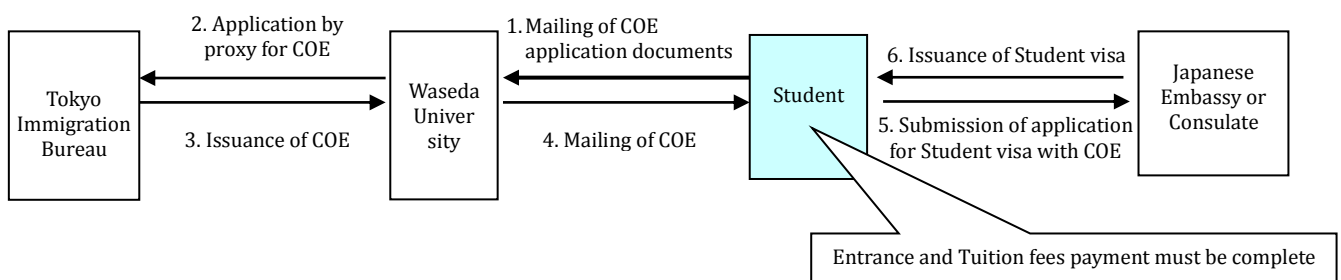 2. Application by
proxy for COE
1. Mailing of COE
application documents
6. Issuance of Student visa
Tokyo
Immigration
Bureau
Waseda
Univer
sity
Student
Japanese
Embassy or
Consulate
3. Issuance of COE
4. Mailing of COE
5. Submission of application
for Student visa with COE
Entrance and Tuition fees payment must be complete